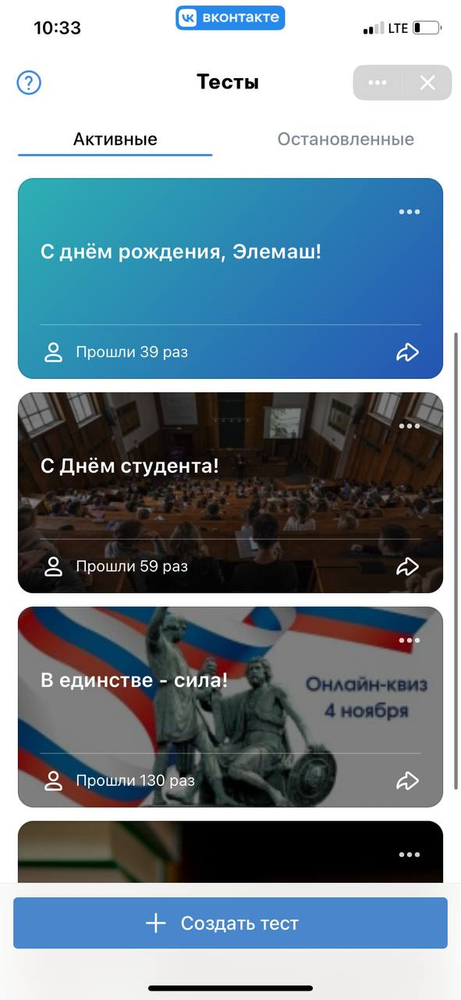 10:33
вконтакте
LTE
Тесты
Активные
Остановленные
С днём рождения, Элемаш!
Прошли 39 раз
С Днём студента!
Прошли 59 раз
В единстве - сила!
Онлайн-квиз
4 ноября
Прошли 130 раз
Создать тест